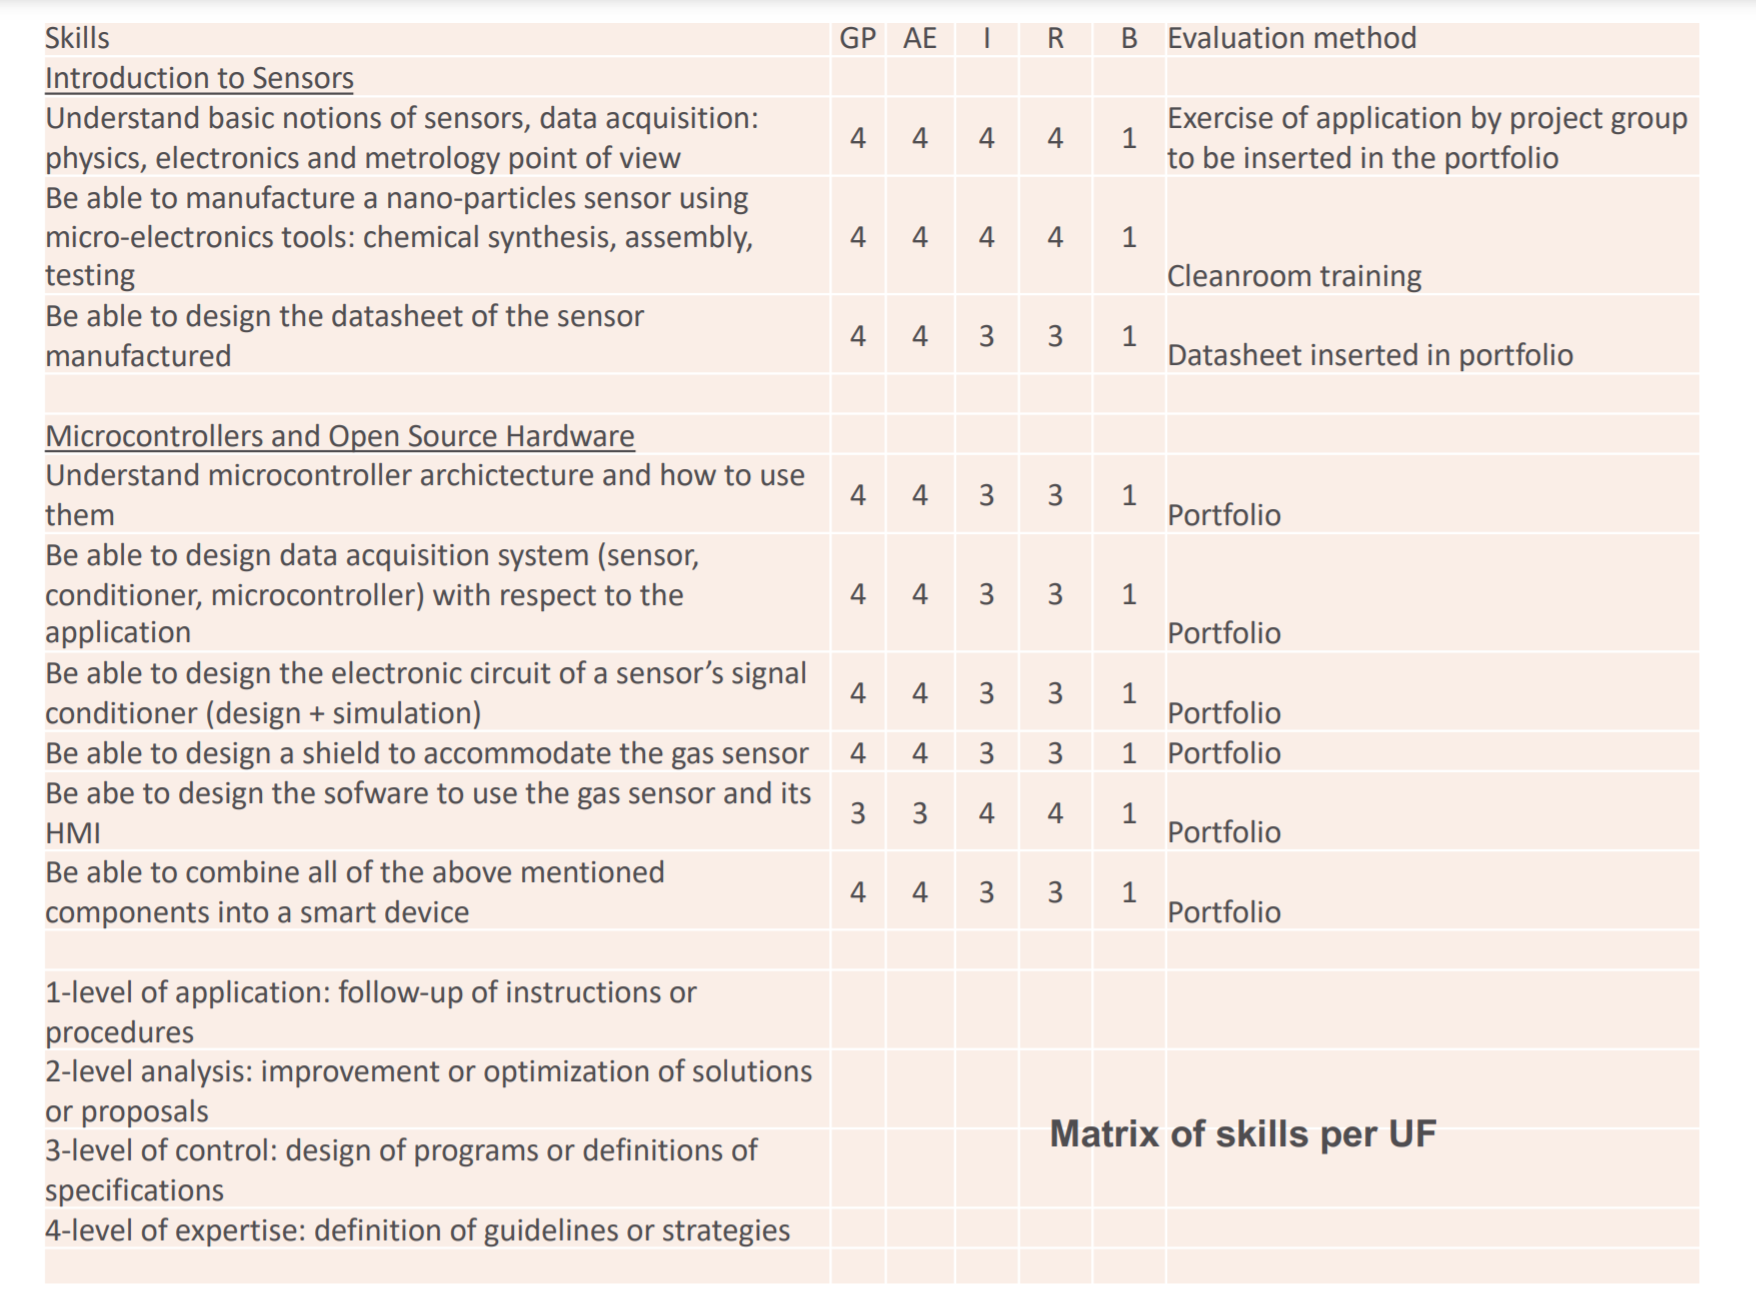 Skills GP AE I R B Evaluation method
Introduction to Sensors
Understand basic notions of sensors, data acquisition:
physics, electronics and metrology point of view
4 4 4 4 1
Exercise of application by project group
to be inserted in the portfolio
Be able to manufacture a nano-particles sensor using
micro-electronics tools: chemical synthesis, assembly,
testing
4 4 4 4 1
Cleanroom training
Be able to design the datasheet of the sensor
manufactured
4 4 3 3 1
Datasheet inserted in portfolio
Microcontrollers and Open Source Hardware
Understand microcontroller archictecture and how to use
them
4 4 3 3 1
Portfolio
Be able to design data acquisition system (sensor,
conditioner, microcontroller) with respect to the
application
4 4 3 3 1
Portfolio
Be able to design the electronic circuit of a sensor’s signal
conditioner (design + simulation)
4 4 3 3 1
Portfolio
Be able to design a shield to accommodate the gas sensor 4 4 3 3 1 Portfolio
Be abe to design the sofware to use the gas sensor and its
HMI
3 3 4 4 1
Portfolio
Be able to combine all of the above mentioned
components into a smart device
4 4 3 3 1
Portfolio
1-level of application: follow-up of instructions or
procedures
2-level analysis: improvement or optimization of solutions
or proposals
3-level of control: design of programs or definitions of
specifications
4-level of expertise: definition of guidelines or strategies
Matrix of skills per UF